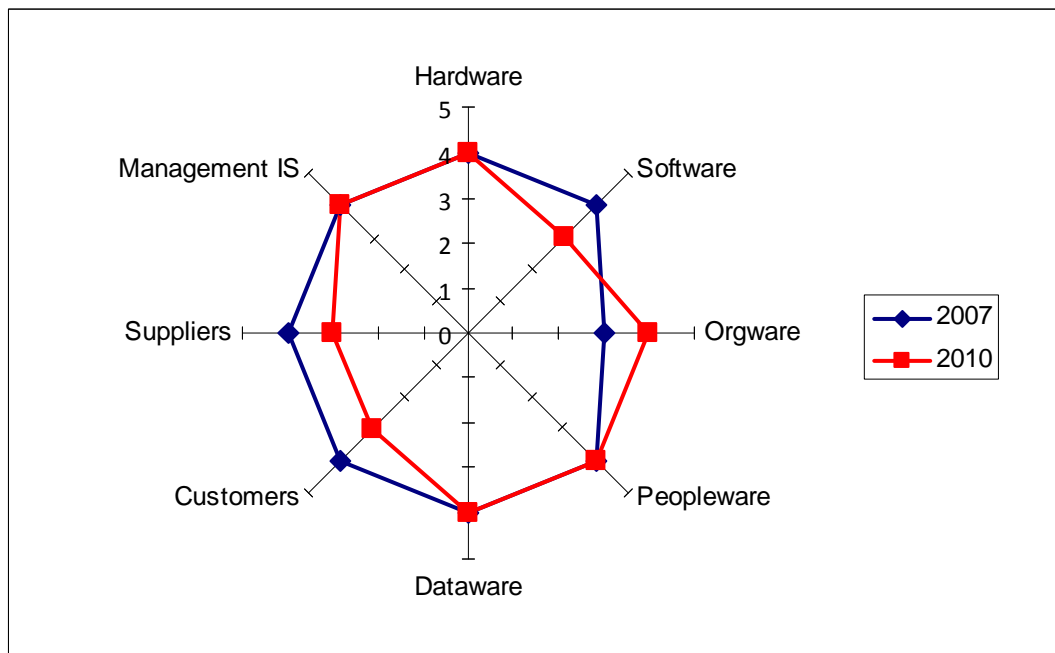 Hardware
5
Management IS
4
Software
3
2
1
Suppliers
0
Orgware
2007
2010
Customers
Peopleware
Dataware